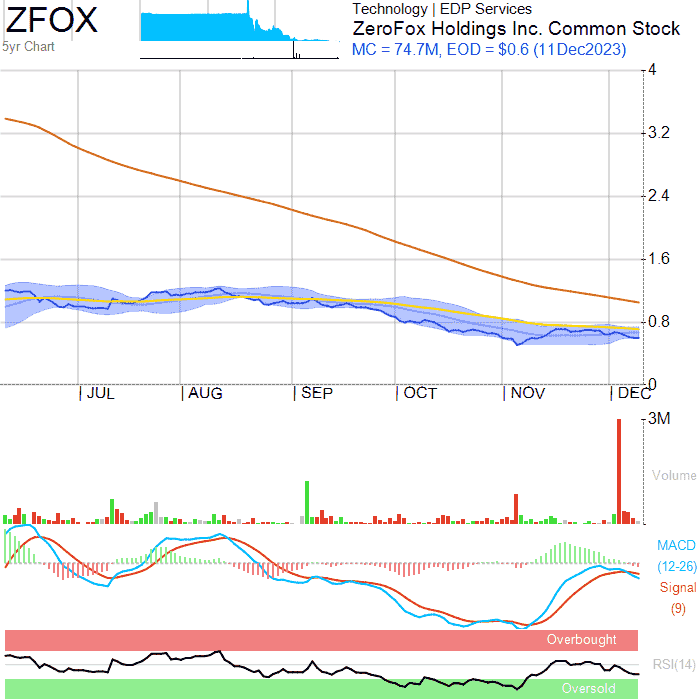 ZFOX
5yr Chart
Technology | EDP Services
ZeroFox Holdings Inc. Common Stock
MC = 74.7M, EOD = $0.6 (11Dec2023)
4
3.2
2.4
1.6
0.8
0
| JUL | AUG | SEP | OCT | NOV | DEC
3M
Volume
MACD
(12-26)
Signal
(9)
Overbought
RSI(14)
Oversold